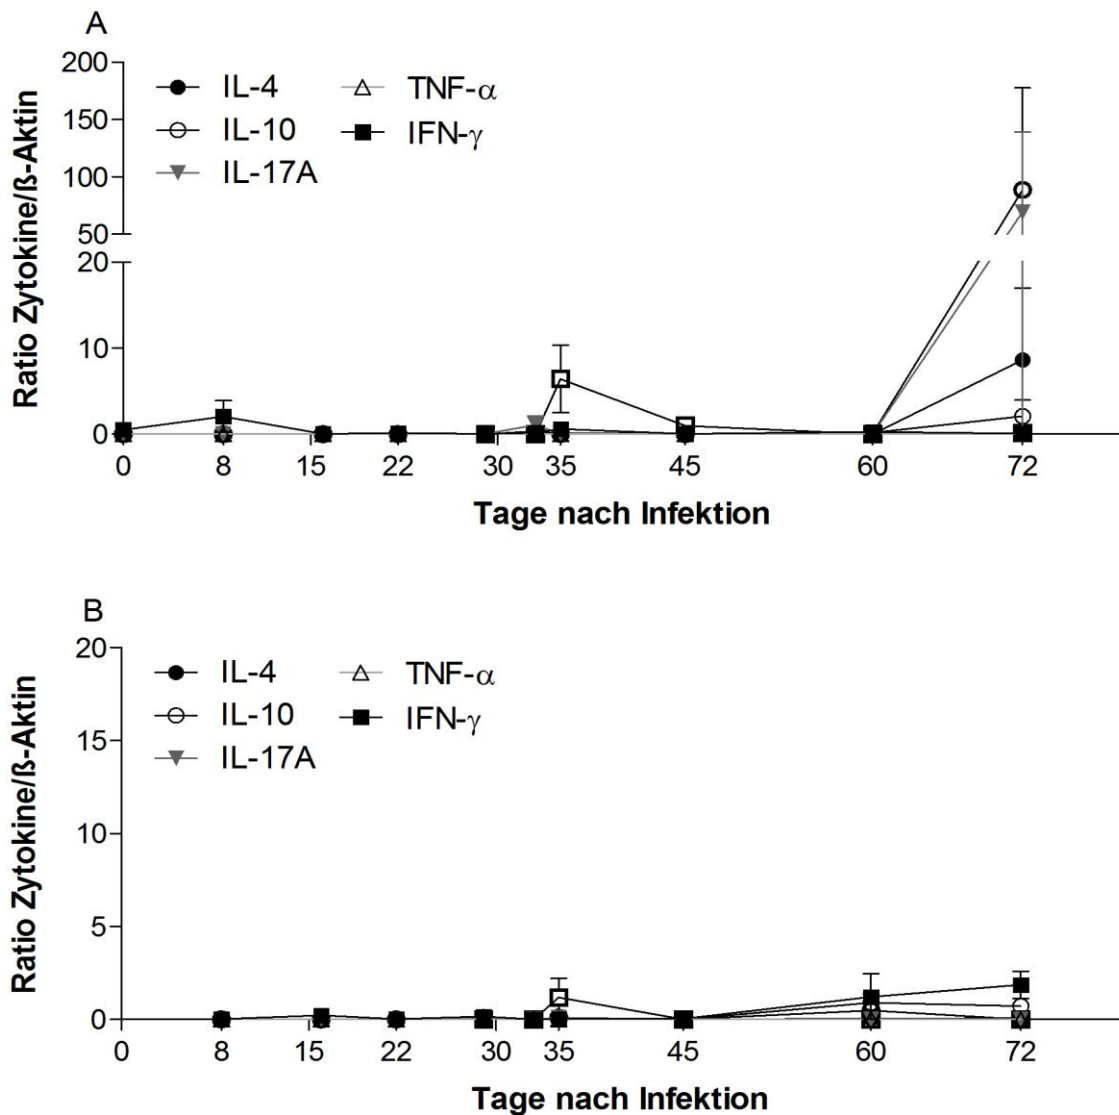 A
Ratio Zytokine/ß-Aktin
200
150
100
50
20
10
0
IL-4
IL-10
IL-17A
TNF-α
IFN-γ
0 8 15 22 30 35 45 60 72
Tage nach Infektion
B
Ratio Zytokine/ß-Aktin
20
15
10
5
0
IL-4
IL-10
IL-17A
TNF-α
IFN-γ
0 8 15 22 30 35 45 60 72
Tage nach Infektion